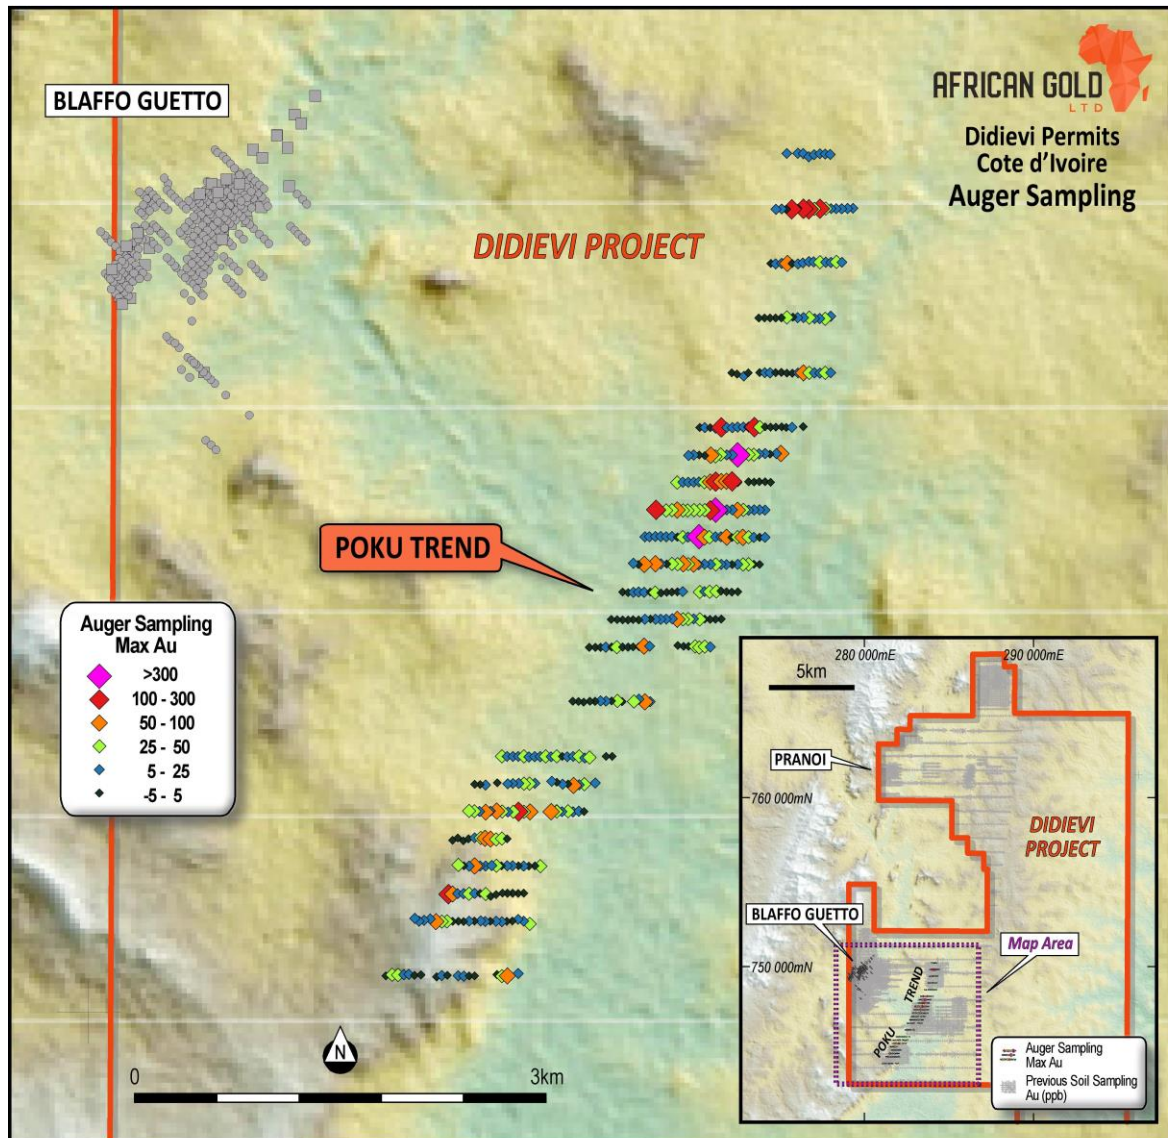 BLAFFO GUETTO
AFRICAN GOLD
LTD
Didievi Permits
Cote d'Ivoire
Auger Sampling
DIDIEVI PROJECT
POKU TREND
Auger Sampling
Max Au
>300
100 - 300
50 - 100
25 - 50
5 - 25
-5 - 5
N
0
3km
280 000mE
290 000mE
5km
PRANOI
760 000mN
DIDIEVI
PROJECT
BLAFFO GUETTO
Map Area
750 000mN
TREND
POKU
Auger Sampling
Max Au
Previous Soil Sampling
Au (ppb)